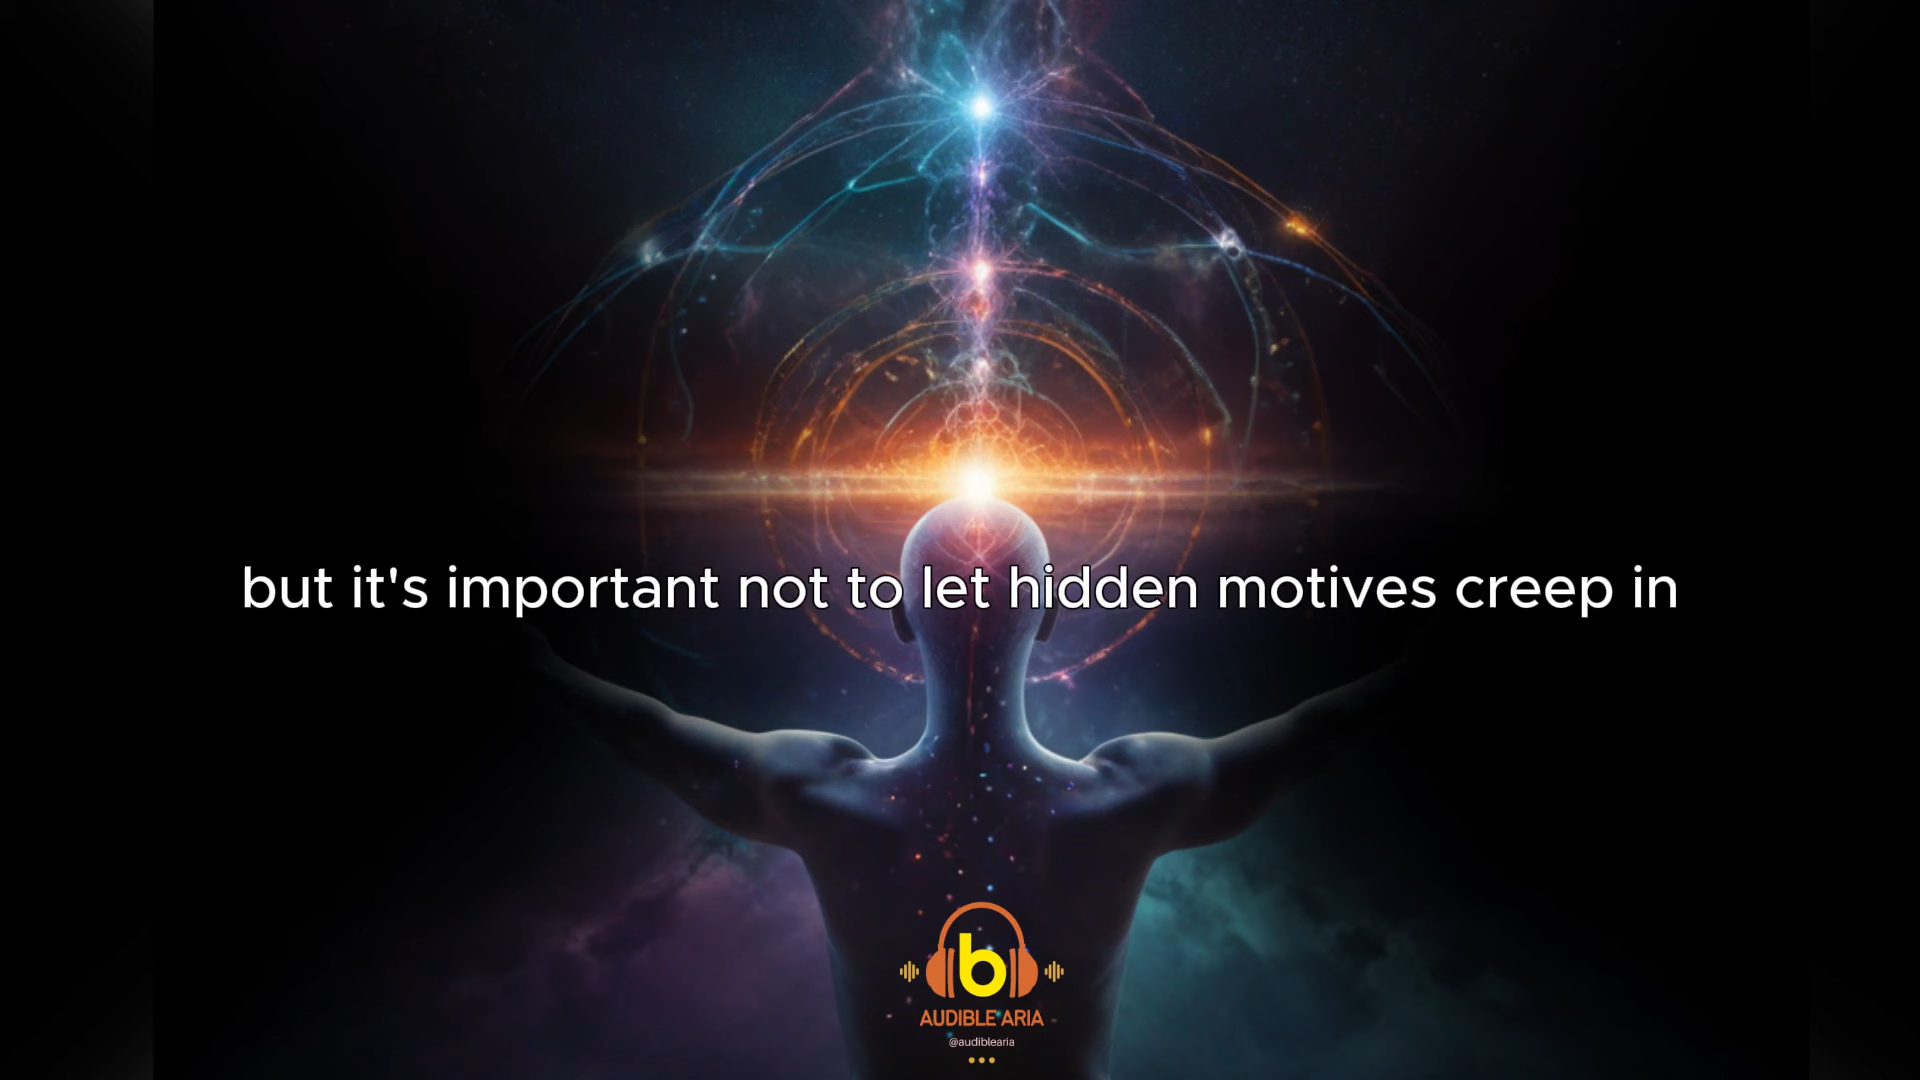 but it's important not to let hidden motives creep in
b
AUDIBLE ARIA
@audiblearia